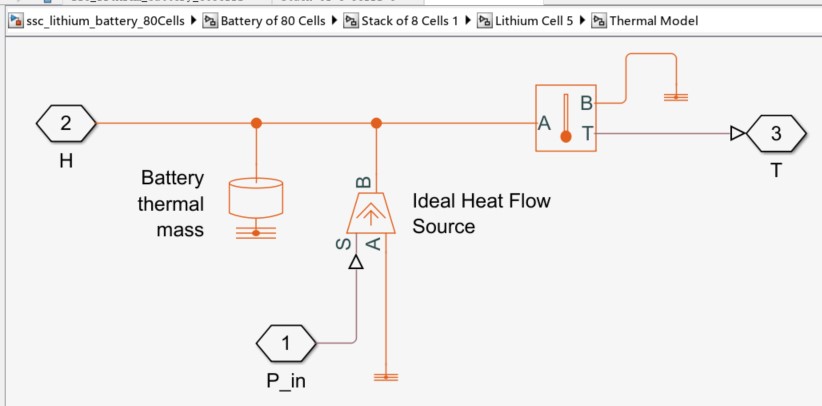 ssc_lithium_battery_80Cells Battery of 80 Cells Stack of 8 Cells 1 Lithium Cell 5 Thermal Model
B
2
A
T
3
H
T
Battery
thermal
mass
B
Ideal Heat Flow
Source
S A
1
P_in